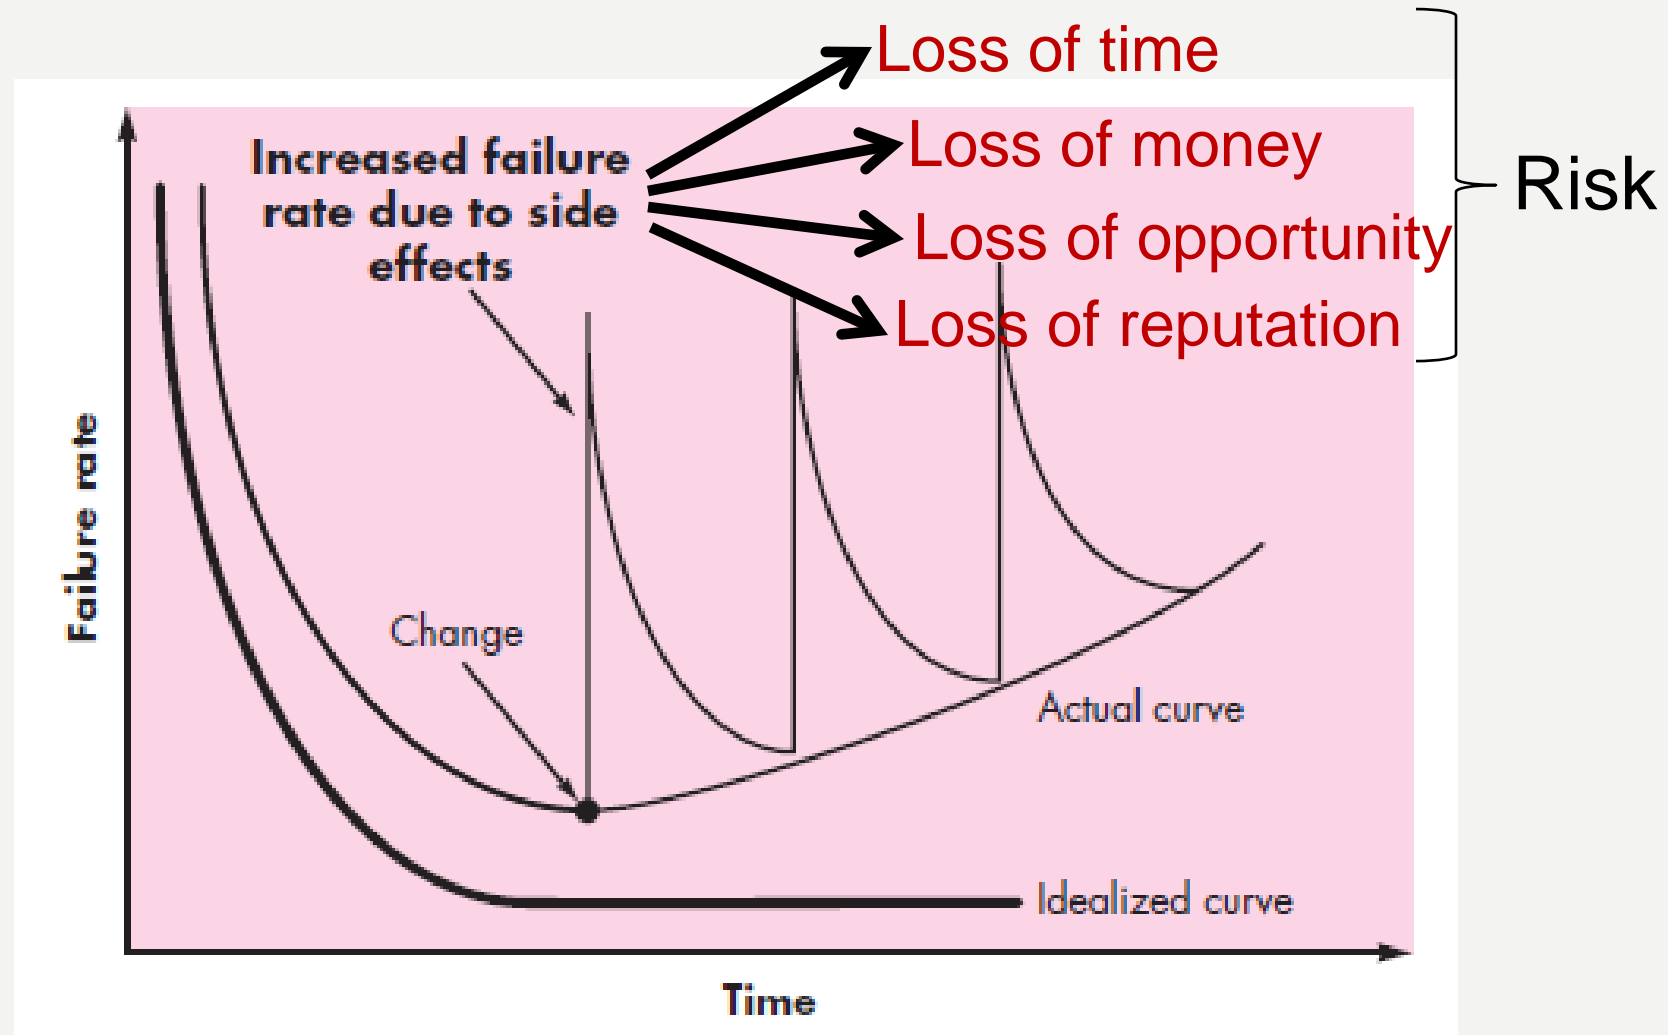 Loss of time
Loss of money
Loss of opportunity
Loss of reputation
Risk
Increased failure
rate due to side
effects
Failure rate
Change
Actual curve
Idealized curve
Time